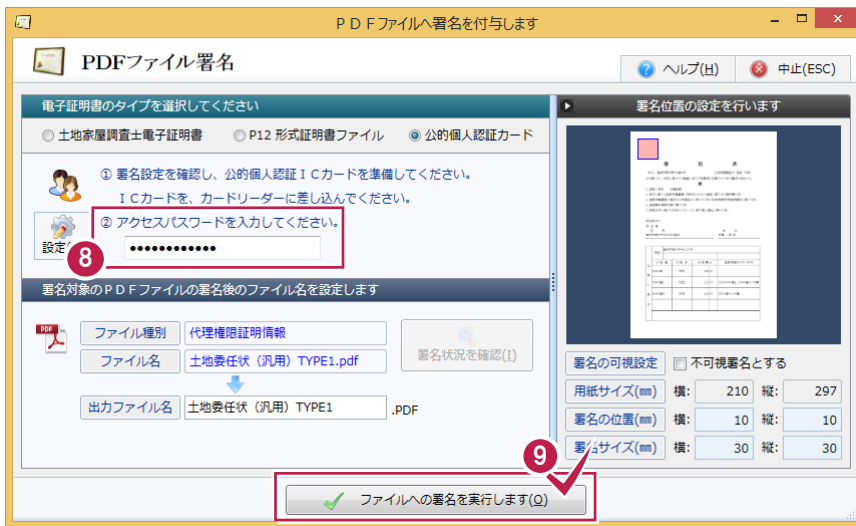 PDFファイルへ署名を付与します
PDFファイル署名
ヘルプ(H)
中止(ESC)
電子証明書のタイプを選択してください
土地家屋調査士電子証明書
P12 形式証明書ファイル
公的個人認証カード
① 署名設定を確認し、公的個人認証ICカードを準備してください。
ICカードを、カードリーダーに差し込んでください。
② アクセスパスワードを入力してください。
設定
8
••••••••••••
署名対象のPDFファイルの署名後のファイル名を設定します
PDF
ファイル種別
代理権限証明情報
ファイル名
土地委任状（汎用）TYPE1.pdf
署名状況を確認(I)
出力ファイル名
土地委任状（汎用）TYPE1
.PDF
署名位置の設定を行います
委 任 状
署名の可視設定
不可視署名とする
用紙サイズ(㎜) 横: 210 縦: 297
署名の位置(㎜) 横: 10 縦: 10
署名サイズ(㎜) 横: 30 縦: 30
9
ファイルへの署名を実行します(O)